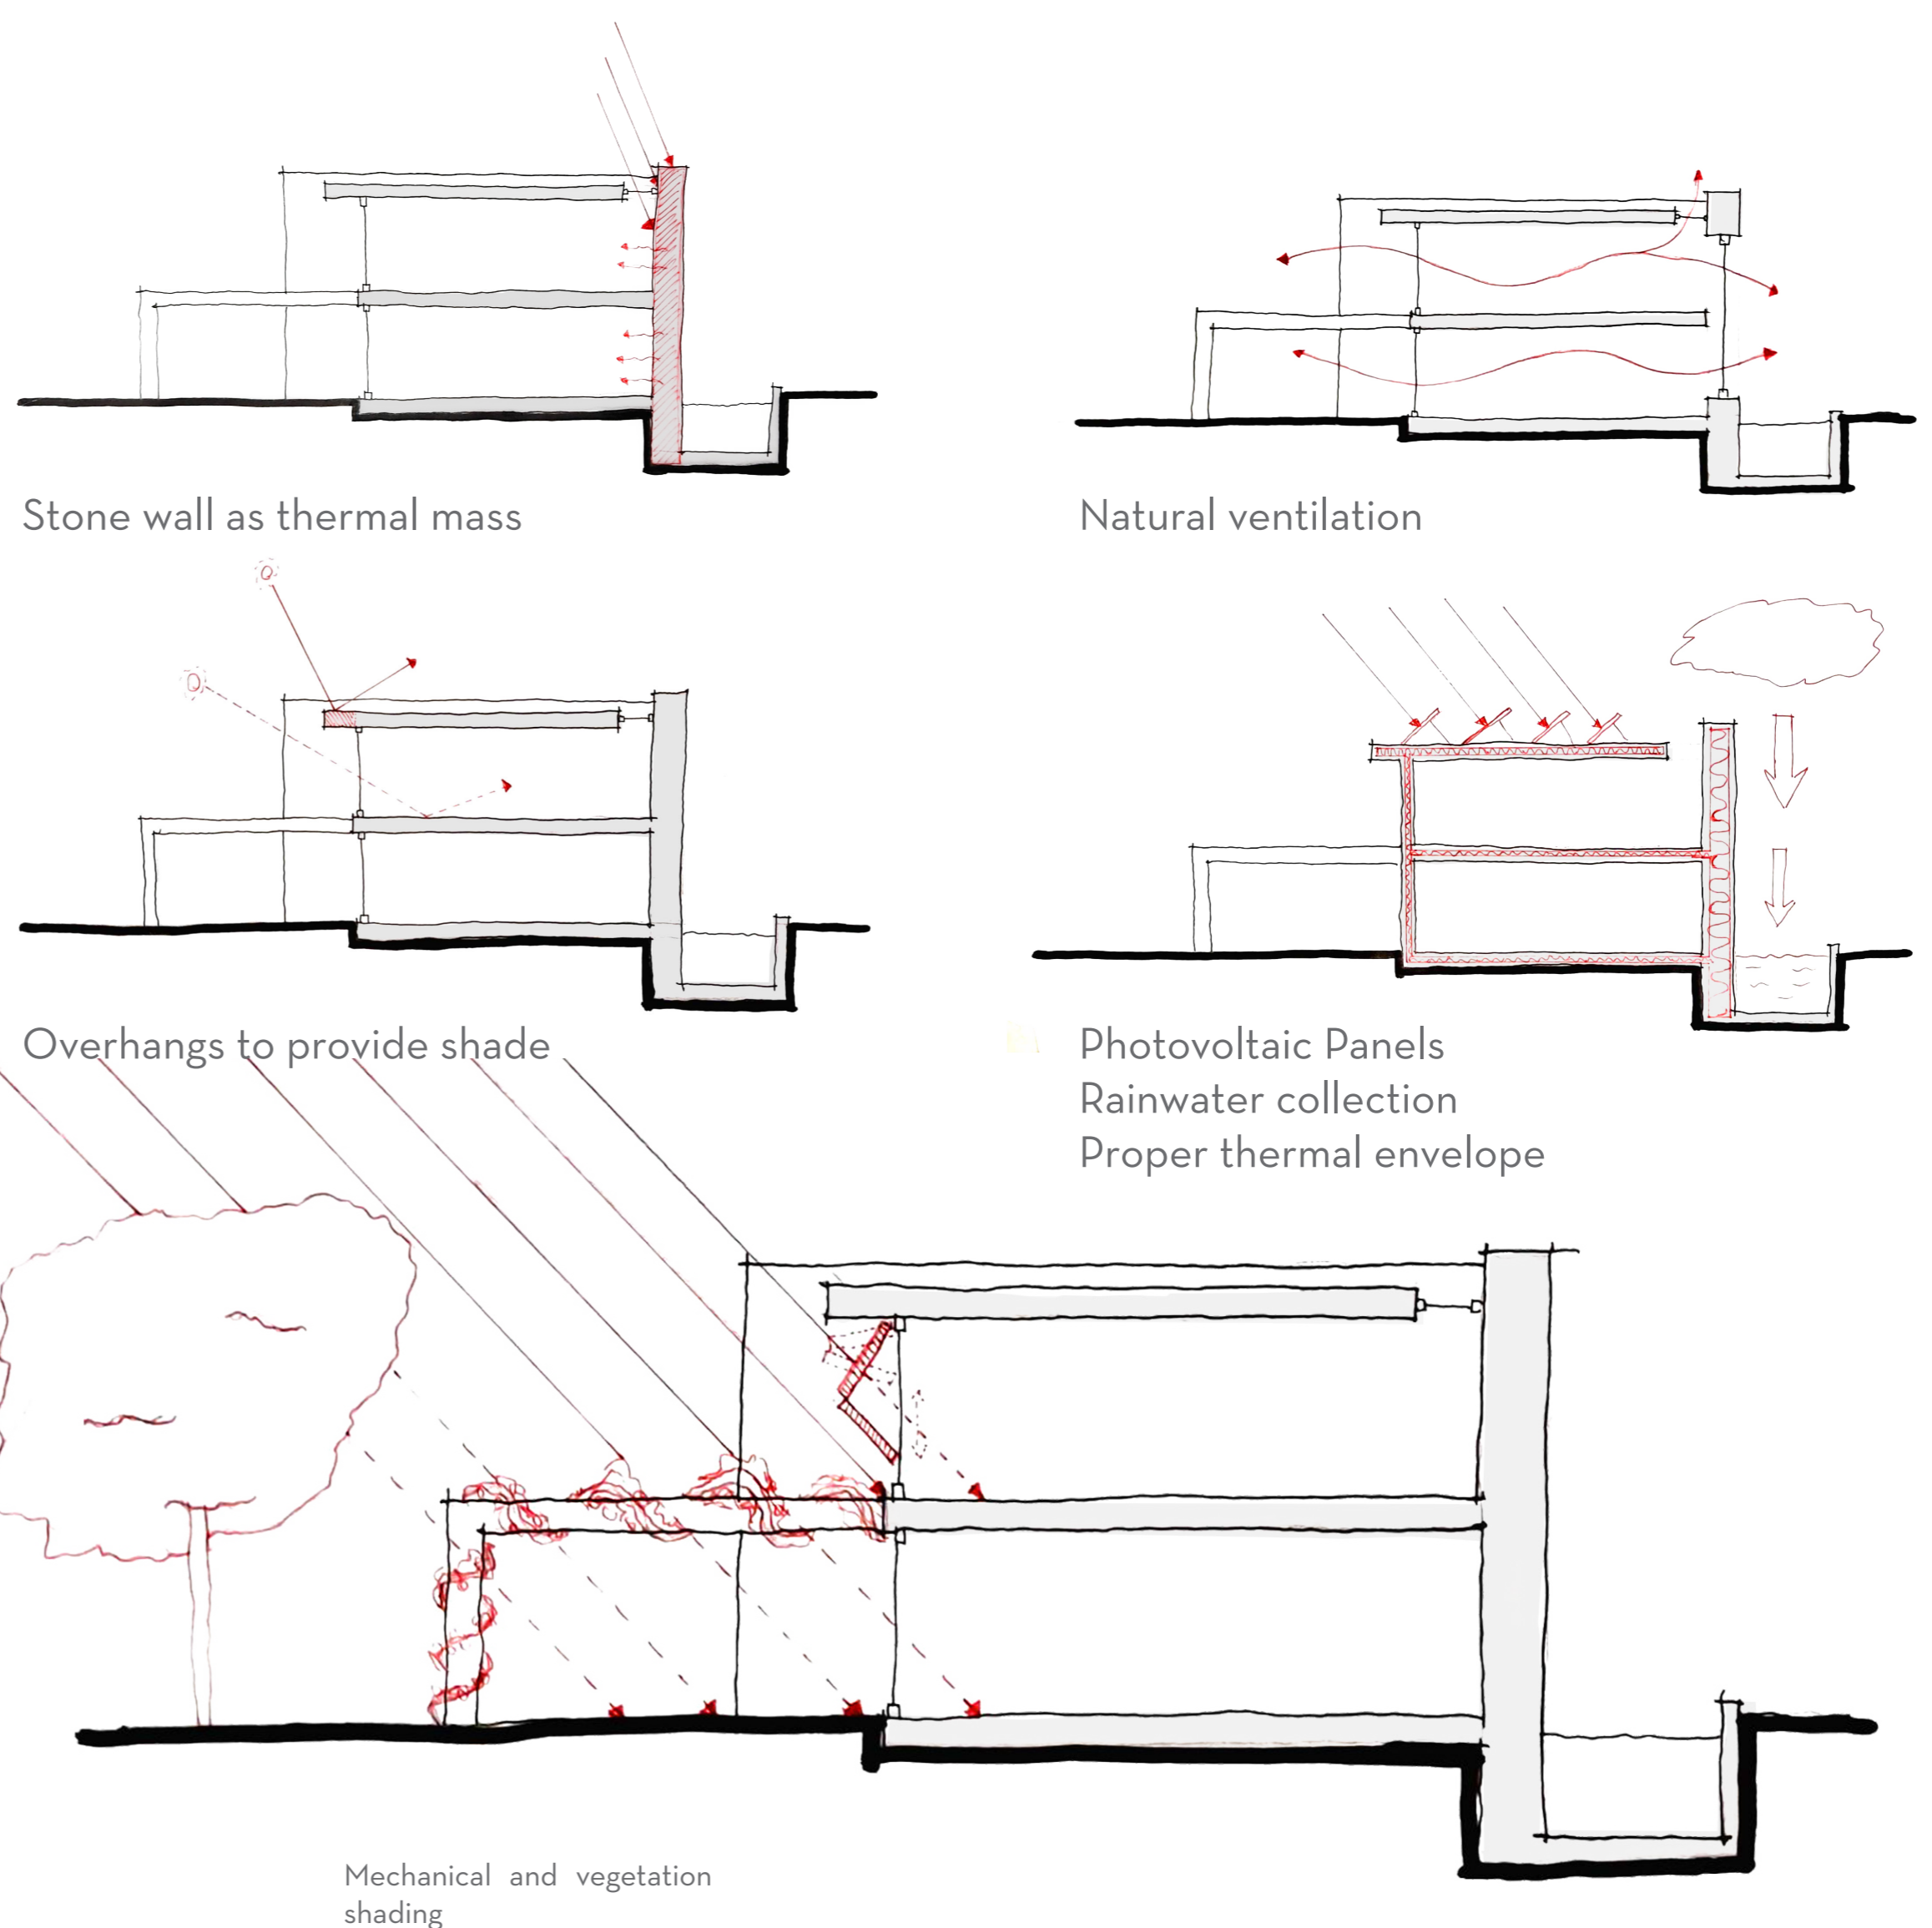 Stone wall as thermal mass
Natural ventilation
Overhangs to provide shade
Photovoltaic Panels
Rainwater collection
Proper thermal envelope
Mechanical and vegetation
shading